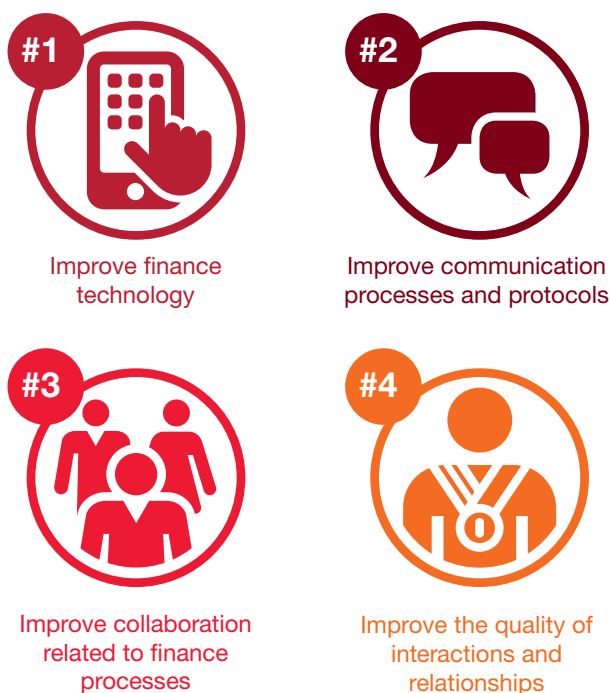 #1
Improve finance
technology
#2
Improve communication
processes and protocols
#3
Improve collaboration
related to finance
processes
#4
Improve the quality of
interactions and
relationships